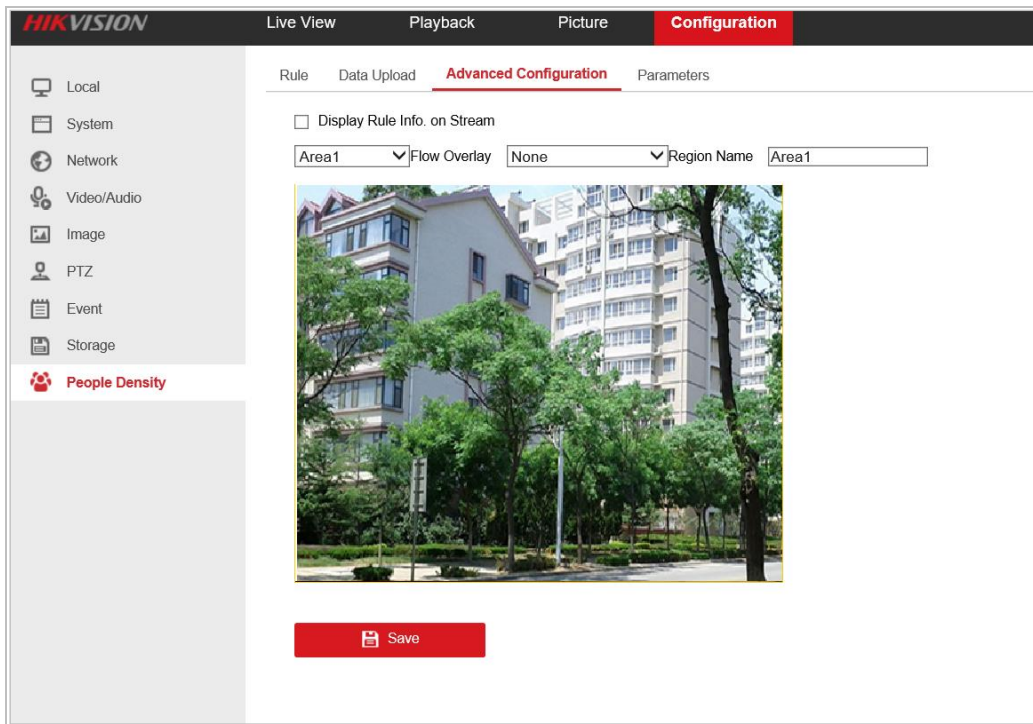 HIKVISION
Live View Playback Picture Configuration
Local
System
Network
Video/Audio
Image
PTZ
Event
Storage
People Density
Rule Data Upload Advanced Configuration Parameters
Display Rule Info. on Stream
Area1 Flow Overlay None Region Name Area1
Save